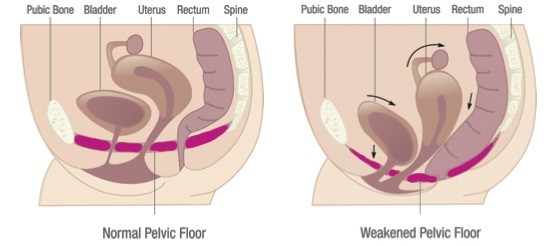 Pubic Bone Bladder Uterus Rectum Spine
Pubic Bone Bladder Uterus Rectum Spine
Normal Pelvic Floor
Weakened Pelvic Floor